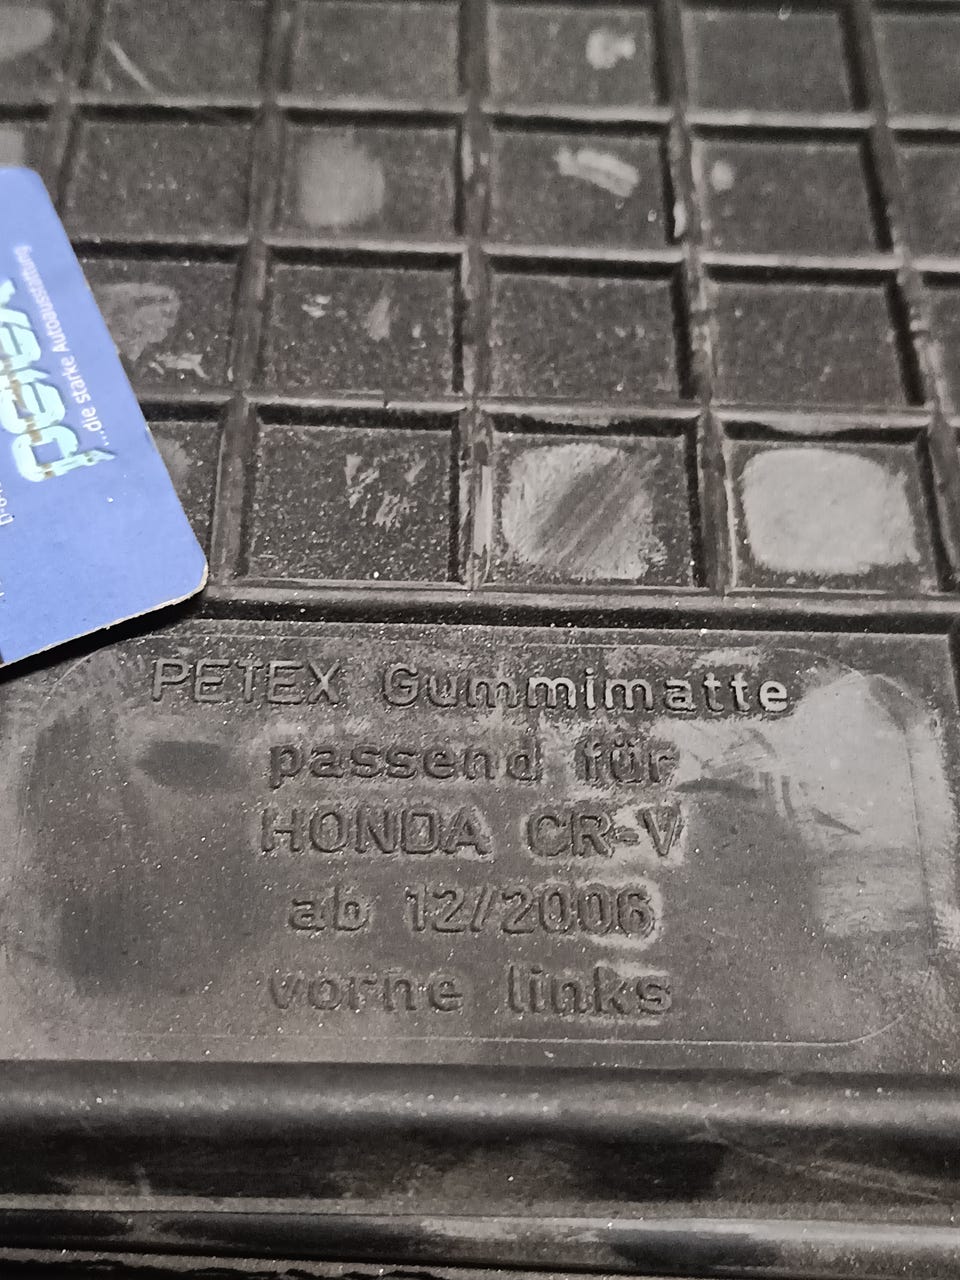 petex
...die starke Autoausstattung
PETEX Gummimatte
passend für
HONDA CR-V
ab 12/2006
vorne links